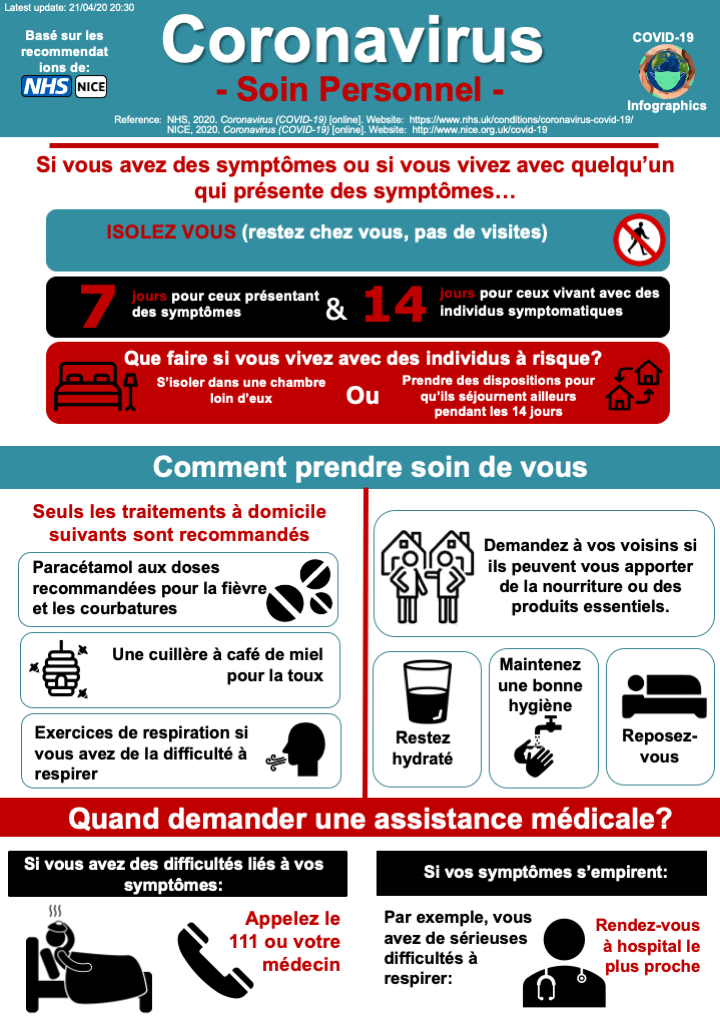 Latest update: 21/04/20 20:30
Basé sur les
recommendat
ions de:
NHS NICE
Coronavirus
- Soin Personnel -
COVID-19
Infographics
Reference: NHS, 2020. Coronavirus (COVID-19) [online]. Website: https://www.nhs.uk/conditions/coronavirus-covid-19/
NICE, 2020. Coronavirus (COVID-19) [online]. Website: http://www.nice.org.uk/covid-19
Si vous avez des symptômes ou si vous vivez avec quelqu'un
qui présente des symptômes…
ISOLEZ VOUS (restez chez vous, pas de visites)
7 jours pour ceux présentant
des symptômes
& 14 jours pour ceux vivant avec des
individus symptomatiques
Que faire si vous vivez avec des individus à risque?
S'isoler dans une chambre
loin d'eux
Ou
Prendre des dispositions pour
qu'ils séjournent ailleurs
pendant les 14 jours
Comment prendre soin de vous
Seuls les traitements à domicile
suivants sont recommandés
Paracétamol aux doses
recommandées pour la fièvre
et les courbatures
Une cuillère à café de miel
pour la toux
Exercices de respiration si
vous avez de la difficulté à
respirer
Demandez à vos voisins si
ils peuvent vous apporter
de la nourriture ou des
produits essentiels.
Restez
hydraté
Maintenez
une bonne
hygiène
Reposez-
vous
Quand demander une assistance médicale?
Si vous avez des difficultés liés à vos
symptômes:
Appelez le
111 ou votre
médecin
Si vos symptômes s'empirent:
Par exemple, vous
avez de sérieuses
difficultés à
respirer:
Rendez-vous
à hospital le
plus proche